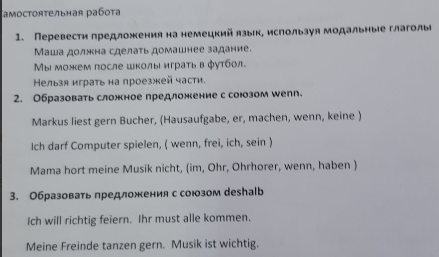 амостоятельная работа
1. Перевести предложения на немецкий язык, используя модальные глаголы
Маша должна сделать домашнее задание.
Мы можем после школы играть в футбол.
Нельзя играть на проезжей части.
2. Образовать сложное предложение с союзом wenn.
Markus liest gern Bucher, (Hausaufgabe, er, machen, wenn, keine )
Ich darf Computer spielen, ( wenn, frei, ich, sein )
Mama hort meine Musik nicht, (im, Ohr, Ohrhorer, wenn, haben )
3. Образовать предложения с союзом deshalb
Ich will richtig feiern. Ihr must alle kommen.
Meine Freinde tanzen gern. Musik ist wichtig.